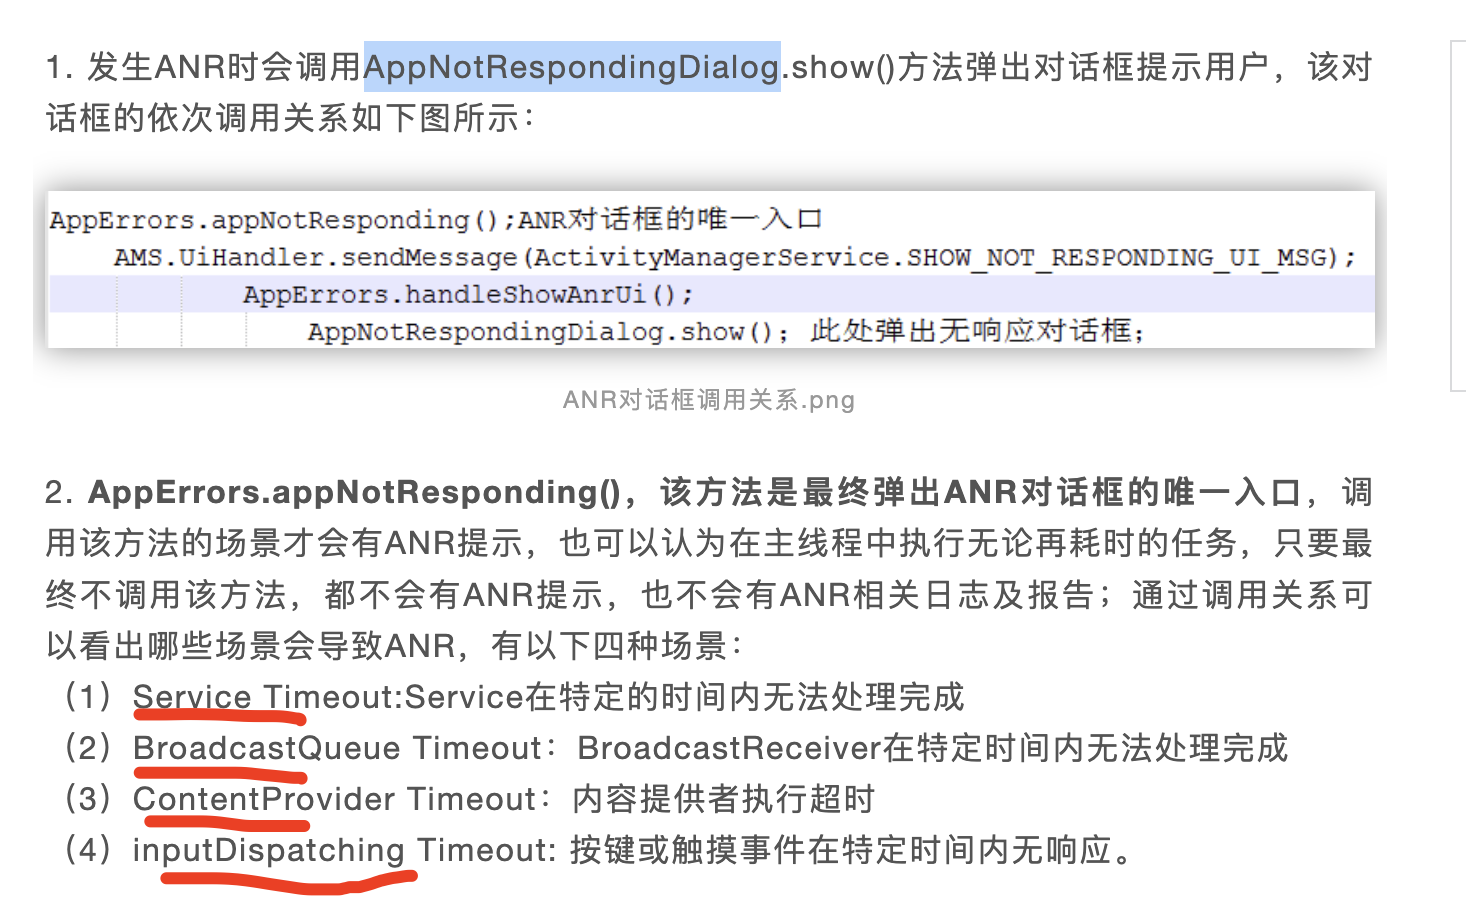 1. 发生ANR时会调用AppNotRespondingDialog.show()方法弹出对话框提示用户，该对
话框的依次调用关系如下图所示：
AppErrors.appNotResponding();ANR对话框的唯一入口
AMS.UiHandler.sendMessage(ActivityManagerService.SHOW_NOT_RESPONDING_UI_MSG);
AppErrors.handleShowAnrUi();
AppNotRespondingDialog.show(); 此处弹出无响应对话框;
ANR对话框调用关系.png
2. AppErrors.appNotResponding()，该方法是最终弹出ANR对话框的唯一入口，调
用该方法的场景才会有ANR提示，也可以认为在主线程中执行无论再耗时的任务，只要最
终不调用该方法，都不会有ANR提示，也不会有ANR相关日志及报告；通过调用关系可
以看出哪些场景会导致ANR，有以下四种场景：
（1）Service Timeout:Service在特定的时间内无法处理完成
（2）BroadcastQueue Timeout：BroadcastReceiver在特定时间内无法处理完成
（3）ContentProvider Timeout：内容提供者执行超时
（4）inputDispatching Timeout: 按键或触摸事件在特定时间内无响应。